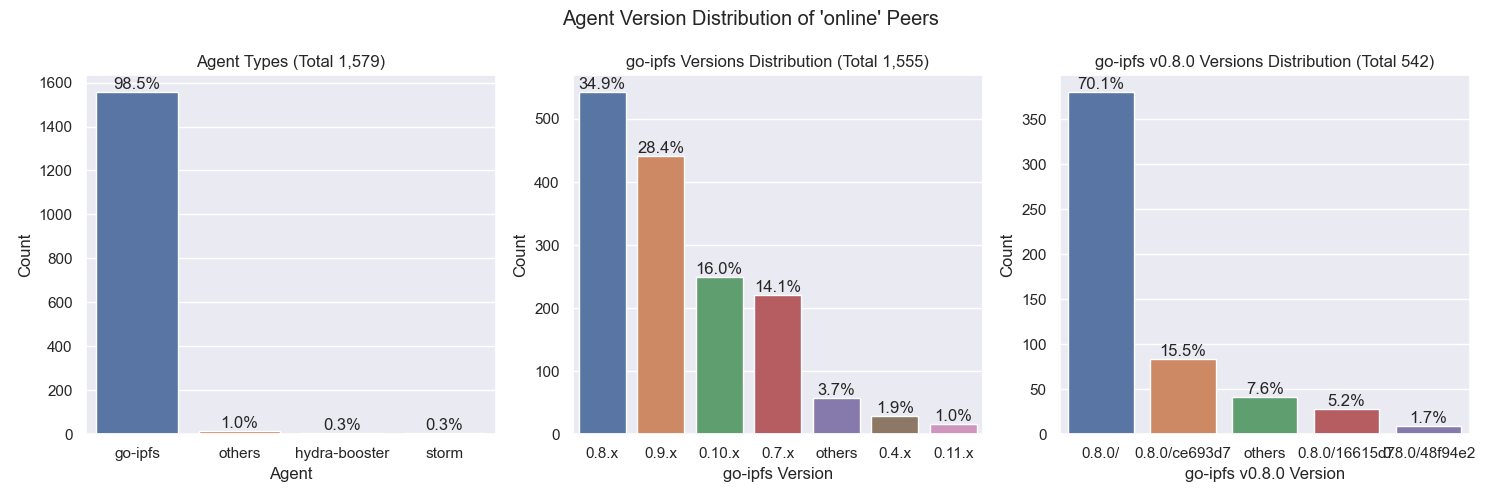 Agent Version Distribution of 'online' Peers
Agent Types (Total 1,579)
1600
1400
1200
1000
800
600
400
200
0
Count
98.5%
1.0%
0.3%
0.3%
go-ipfs
others
hydra-booster
storm
Agent
go-ipfs Versions Distribution (Total 1,555)
500
400
300
200
100
0
Count
34.9%
28.4%
16.0%
14.1%
3.7%
1.9%
1.0%
0.8.x
0.9.x
0.10.x
0.7.x
others
0.4.x
0.11.x
go-ipfs Version
go-ipfs v0.8.0 Versions Distribution (Total 542)
350
300
250
200
150
100
50
0
Count
70.1%
15.5%
7.6%
5.2%
1.7%
0.8.0/
0.8.0/ce693d7
others
go-ipfs v0.8.0 Version